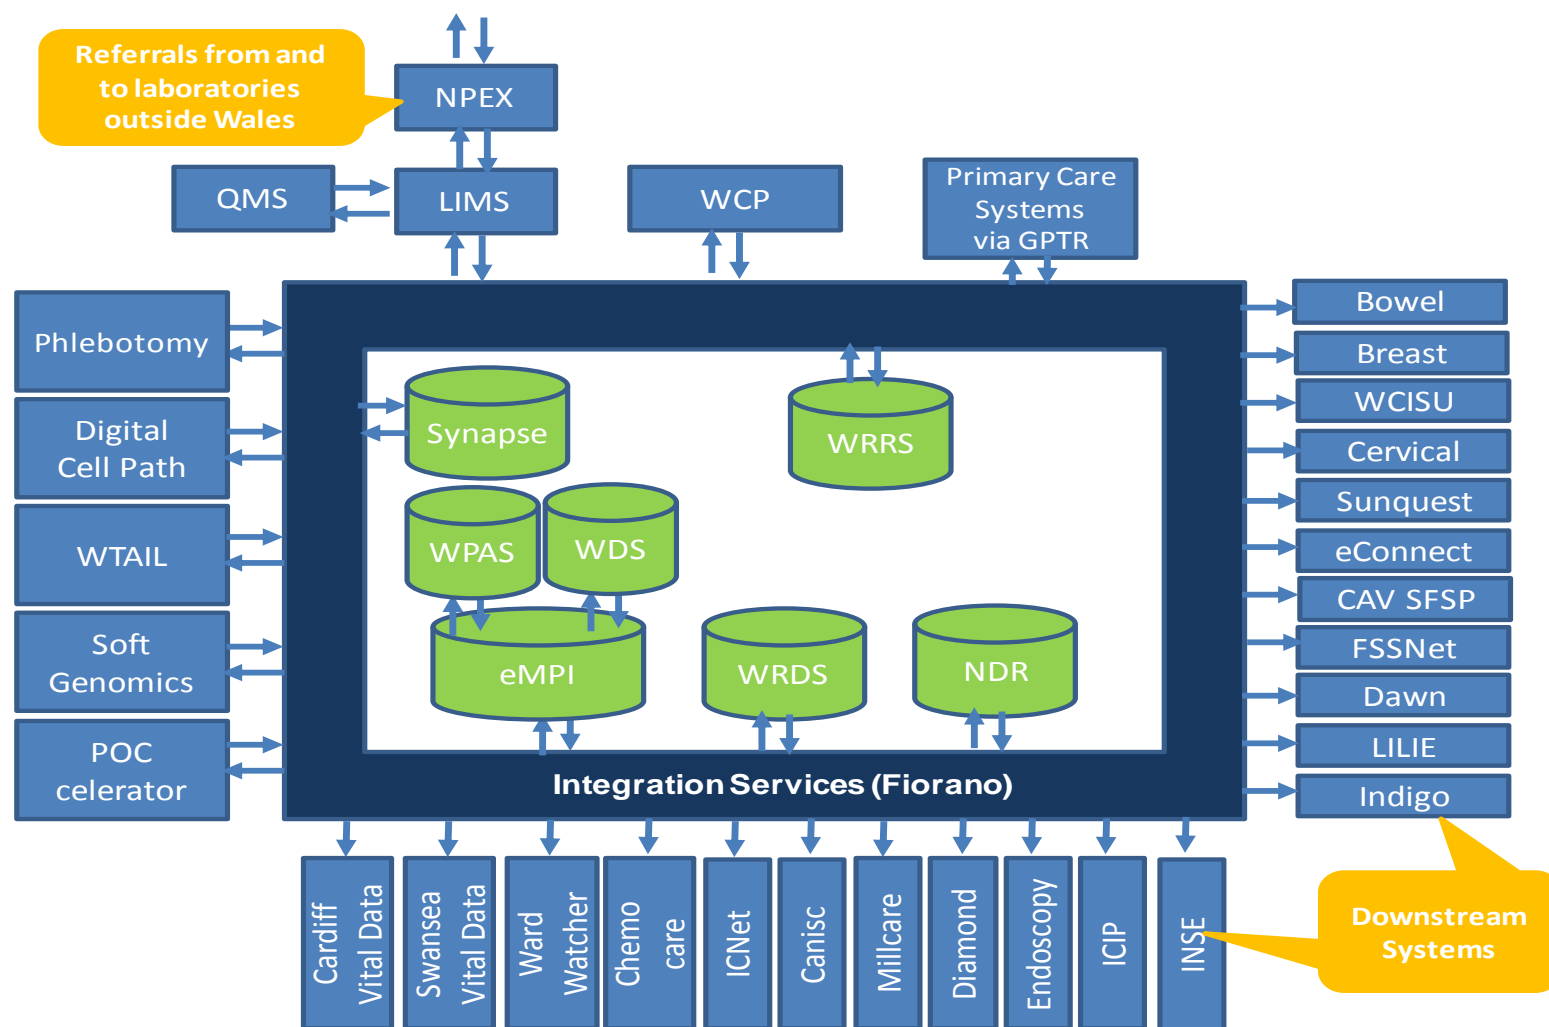 Referrals from and
to laboratories
outside Wales
NPEX
QMS
LIMS
WCP
Primary Care
Systems
via GPTR
Phlebotomy
Digital
Cell Path
WTAIL
Soft
Genomics
POC
celerator
Synapse
WRRS
WPAS
WDS
eMPI
WRDS
NDR
Integration Services (Fiorano)
Bowel
Breast
WCISU
Cervical
Sunquest
eConnect
CAV SFSP
FSSNet
Dawn
LILIE
Indigo
Cardiff
Vital Data
Swansea
Vital Data
Ward
Watcher
Chemo
care
ICNet
Canisc
Millcare
Diamond
Endoscopy
ICIP
INSE
Downstream
Systems